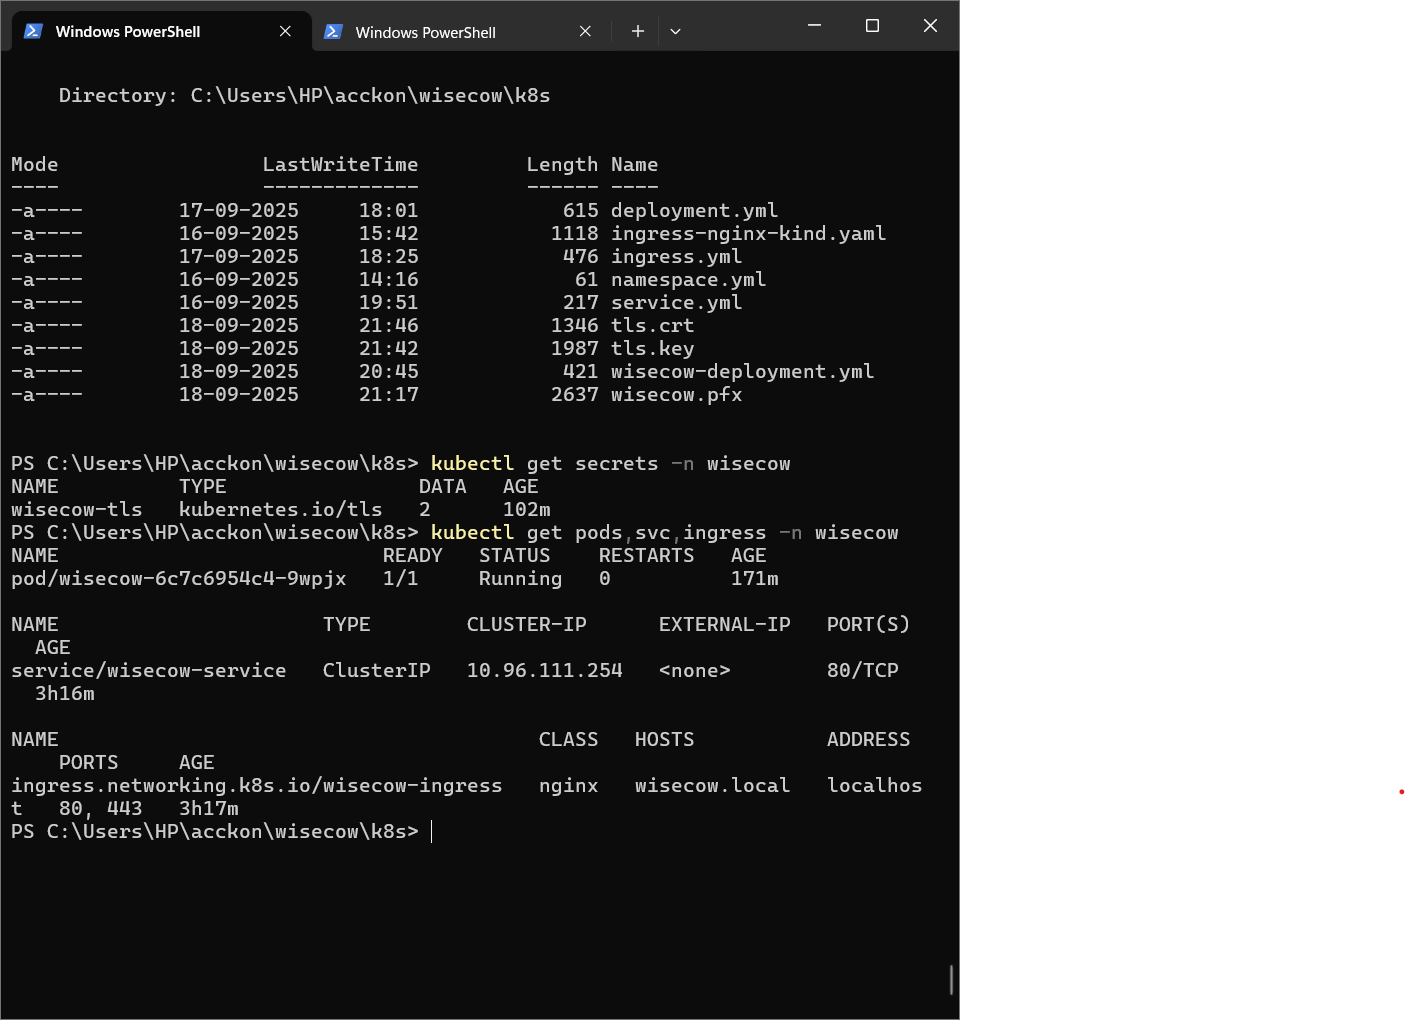 Windows PowerShell
Windows PowerShell
Directory: C:\Users\HP\acckon\wisecow\k8s
Mode                 LastWriteTime         Length Name
----                 -------------         ------ ----
-a----        17-09-2025     18:01            615 deployment.yml
-a----        16-09-2025     15:42           1118 ingress-nginx-kind.yaml
-a----        17-09-2025     18:25            476 ingress.yml
-a----        16-09-2025     14:16             61 namespace.yml
-a----        16-09-2025     19:51            217 service.yml
-a----        18-09-2025     21:46           1346 tls.crt
-a----        18-09-2025     21:42           1987 tls.key
-a----        18-09-2025     20:45            421 wisecow-deployment.yml
-a----        18-09-2025     21:17           2637 wisecow.pfx
PS C:\Users\HP\acckon\wisecow\k8s> kubectl get secrets -n wisecow
NAME          TYPE                DATA   AGE
wisecow-tls   kubernetes.io/tls   2      102m
PS C:\Users\HP\acckon\wisecow\k8s> kubectl get pods,svc,ingress -n wisecow
NAME                           READY   STATUS    RESTARTS   AGE
pod/wisecow-6c7c6954c4-9wpjx   1/1     Running   0          171m
NAME                      TYPE        CLUSTER-IP      EXTERNAL-IP   PORT(S)
  AGE
service/wisecow-service   ClusterIP   10.96.111.254   <none>        80/TCP
  3h16m
NAME                                        CLASS   HOSTS           ADDRESS
    PORTS     AGE
ingress.networking.k8s.io/wisecow-ingress   nginx   wisecow.local   localhos
t   80, 443   3h17m
PS C:\Users\HP\acckon\wisecow\k8s>